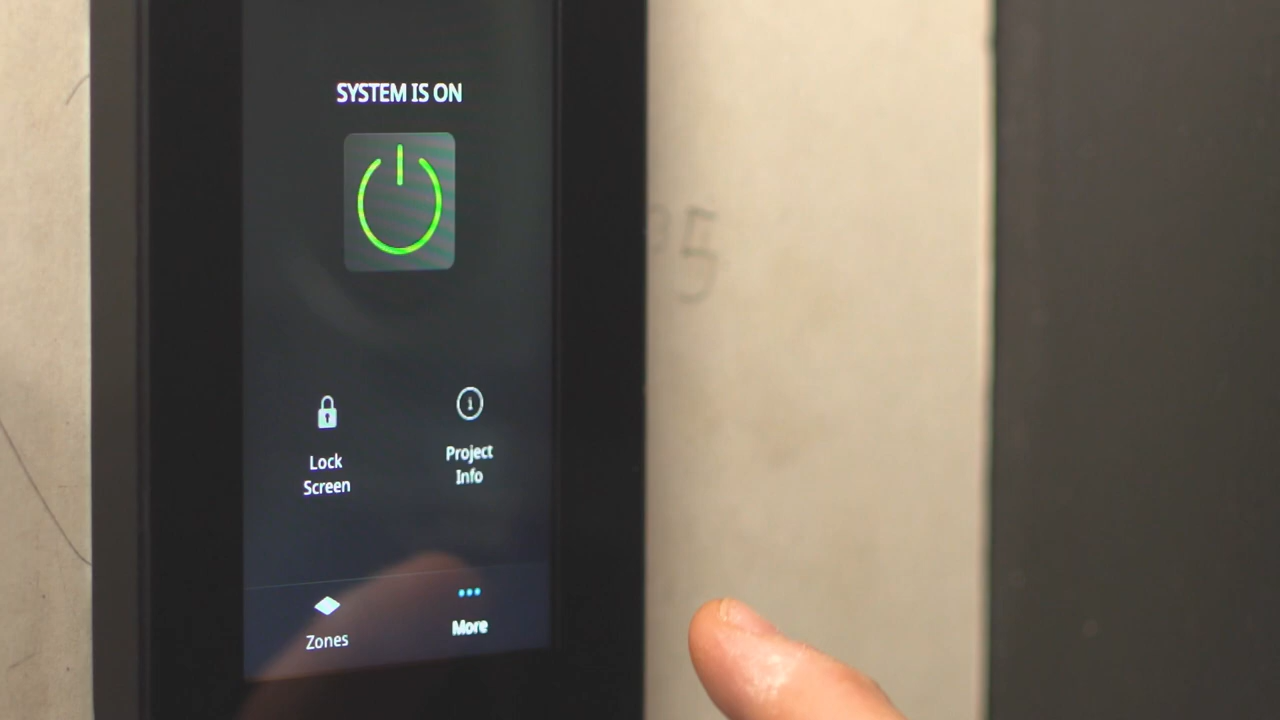 SYSTEM IS ON
Lock
Screen
Project
Info
Zones
More